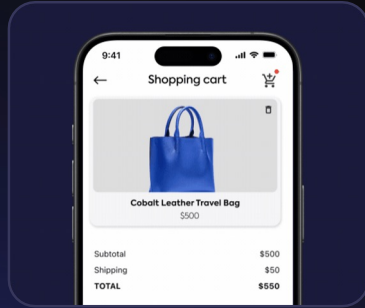 9:41
Shopping cart
Cobalt Leather Travel Bag
$500
Subtotal $500
Shipping $50
TOTAL $550